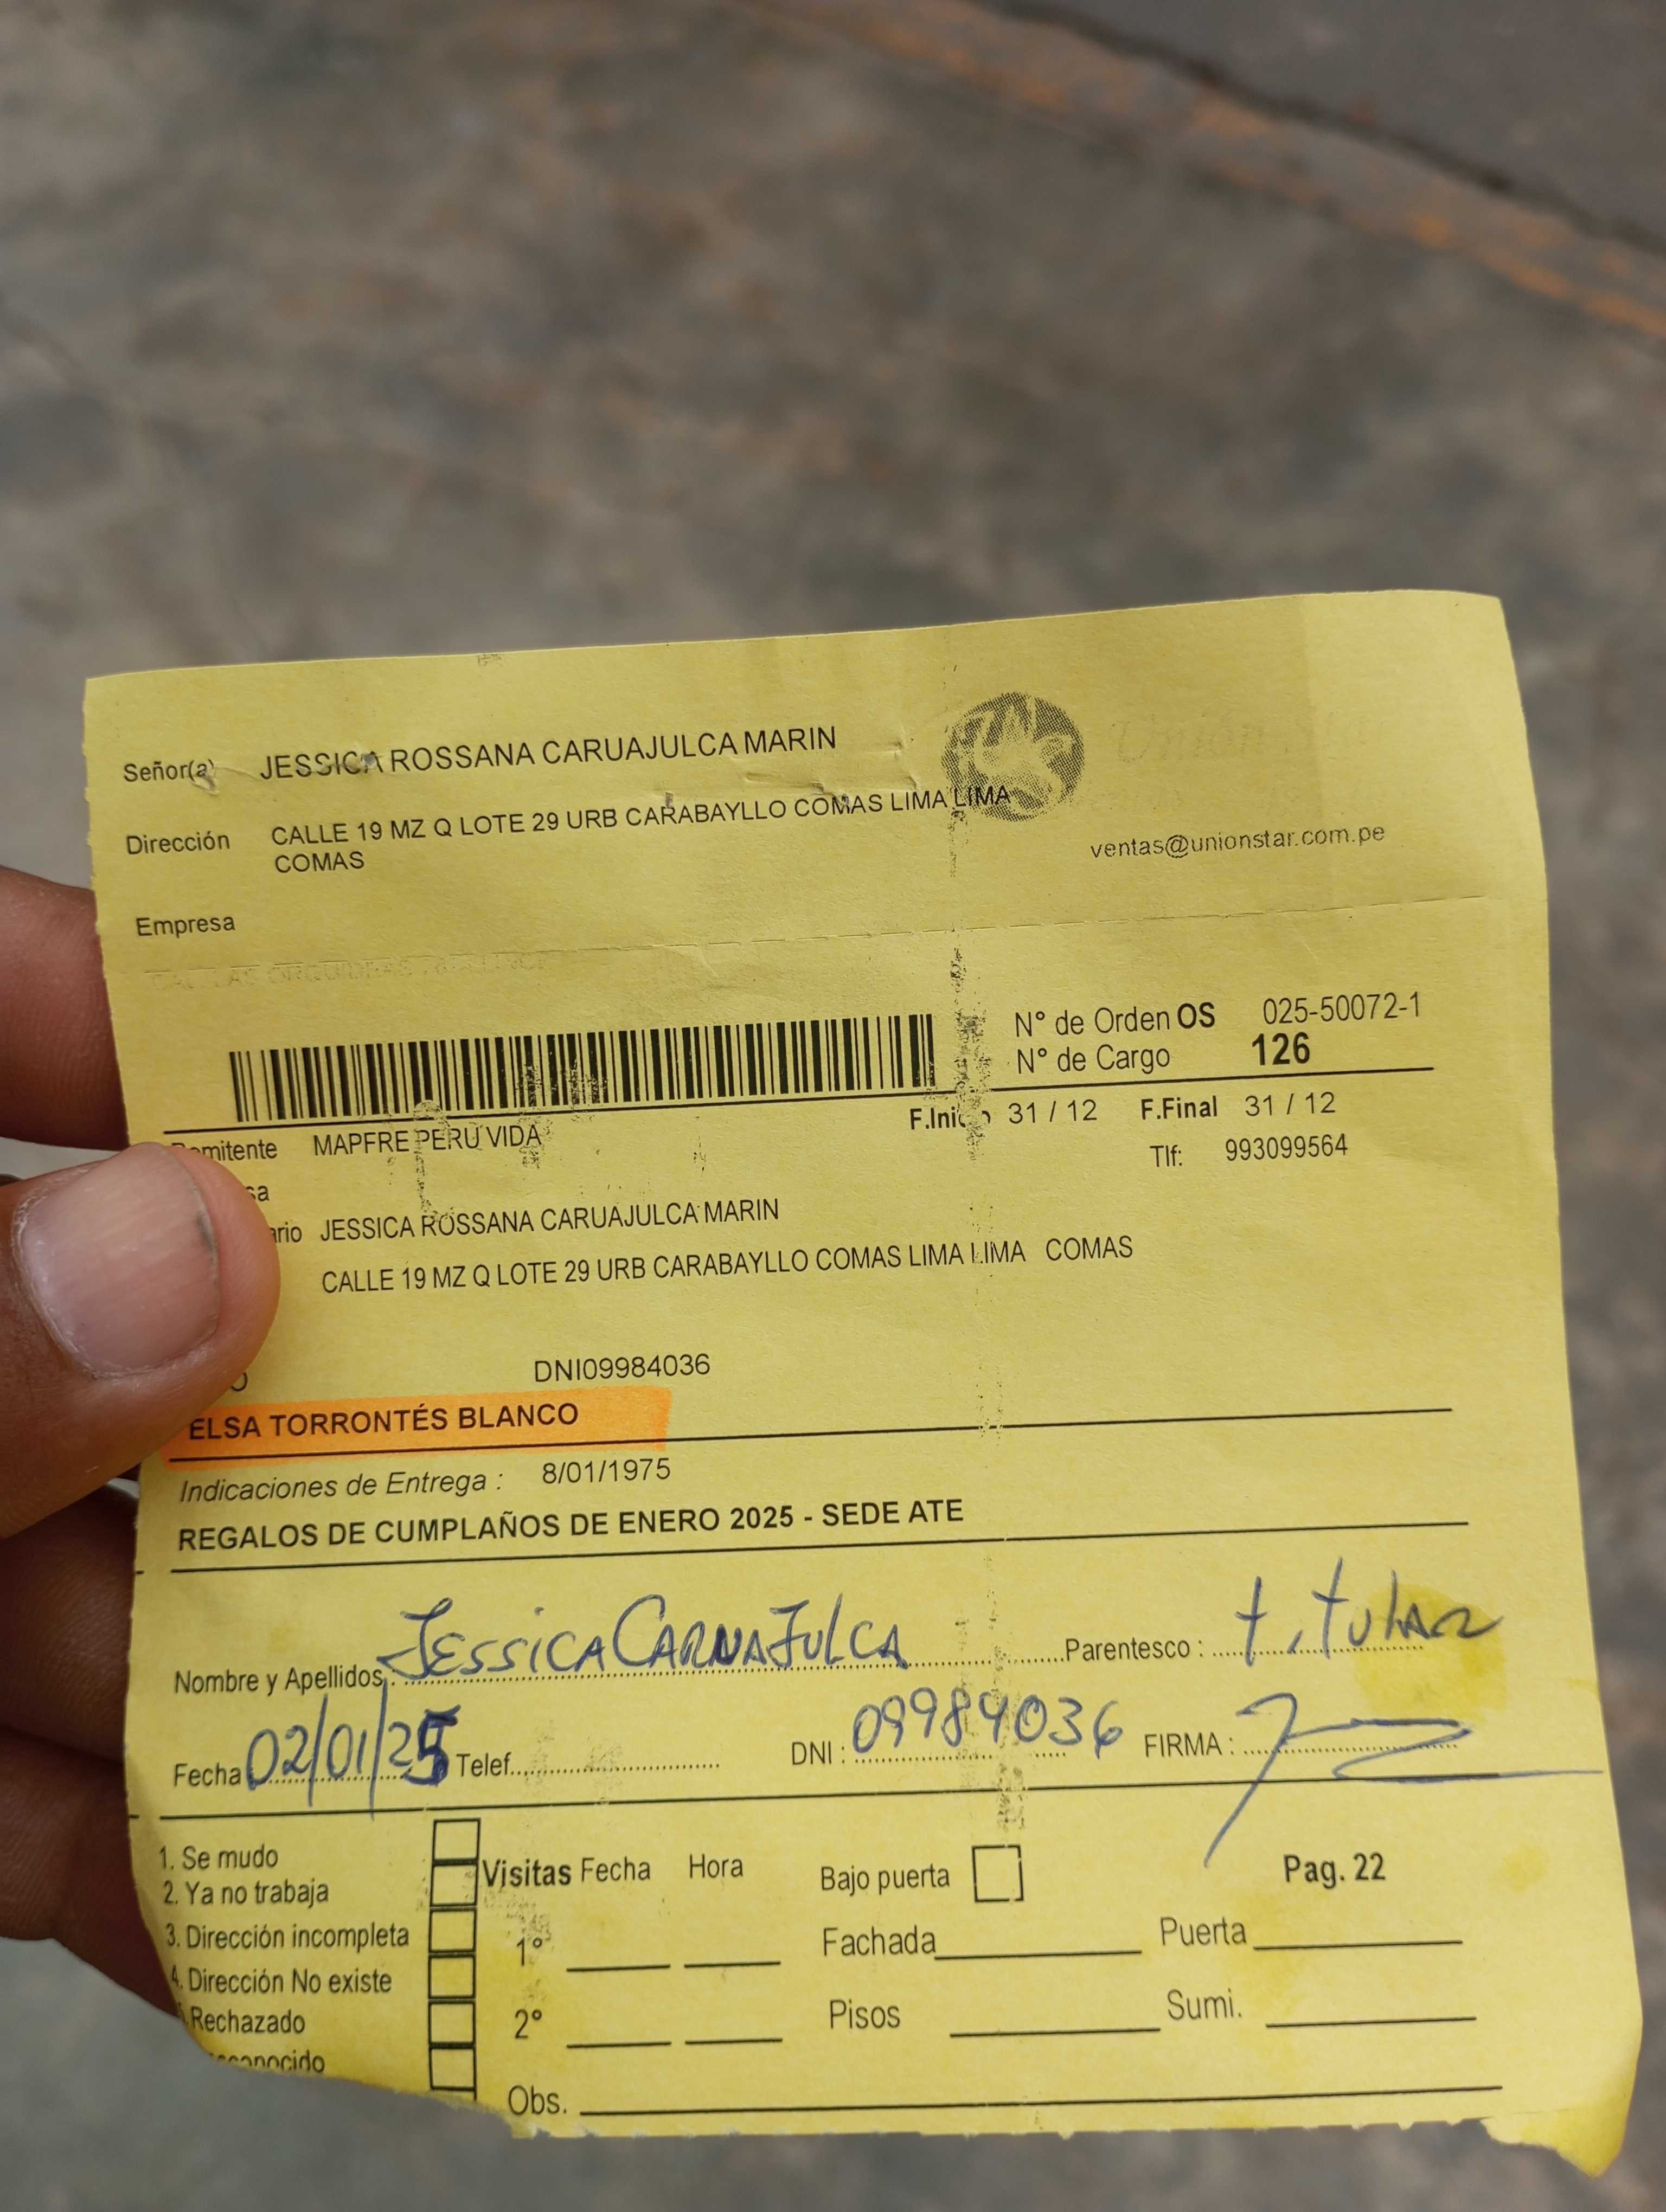 Señor(a) JESSICA ROSSANA CARUAJULCA MARIN
Dirección CALLE 19 MZ Q LOTE 29 URB CARABAYLLO COMAS LIMA LIMA
COMAS
ventas@unionstar.com.pe
Empresa
N° de Orden OS 025-50072-1
N° de Cargo 126
F.Inicio 31 / 12 F.Final 31 / 12
Remitente MAPFRE PERU VIDA
Tlf: 993099564
JESSICA ROSSANA CARUAJULCA MARIN
CALLE 19 MZ Q LOTE 29 URB CARABAYLLO COMAS LIMA LIMA COMAS
DNI09984036
ELSA TORRONTÉS BLANCO
Indicaciones de Entrega : 8/01/1975
REGALOS DE CUMPLAÑOS DE ENERO 2025 - SEDE ATE
Nombre y Apellidos: JESSICA CARUAJULCA Parentesco : titular
Fecha 02/01/25 Telef. DNI : 09984036 FIRMA :
1. Se mudo
2. Ya no trabaja
3. Dirección incompleta
4. Dirección No existe
Rechazado
Visitas Fecha Hora Bajo puerta Pag. 22
1° Fachada Puerta
2° Pisos Sumi.
Obs.